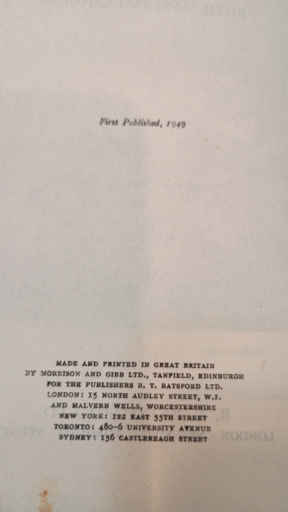 First Published, 1949
MADE AND PRINTED IN GREAT BRITAIN
BY MORRISON AND GIBB LTD., TANFIELD, EDINBURGH
FOR THE PUBLISHERS B. T. BATSFORD LTD.
LONDON: 15 NORTH AUDLEY STREET, W.1.
AND MALVERN WELLS, WORCESTERSHIRE
NEW YORK: 122 EAST 55TH STREET
TORONTO: 480-6 UNIVERSITY AVENUE
SYDNEY: 156 CASTLEREAGH STREET